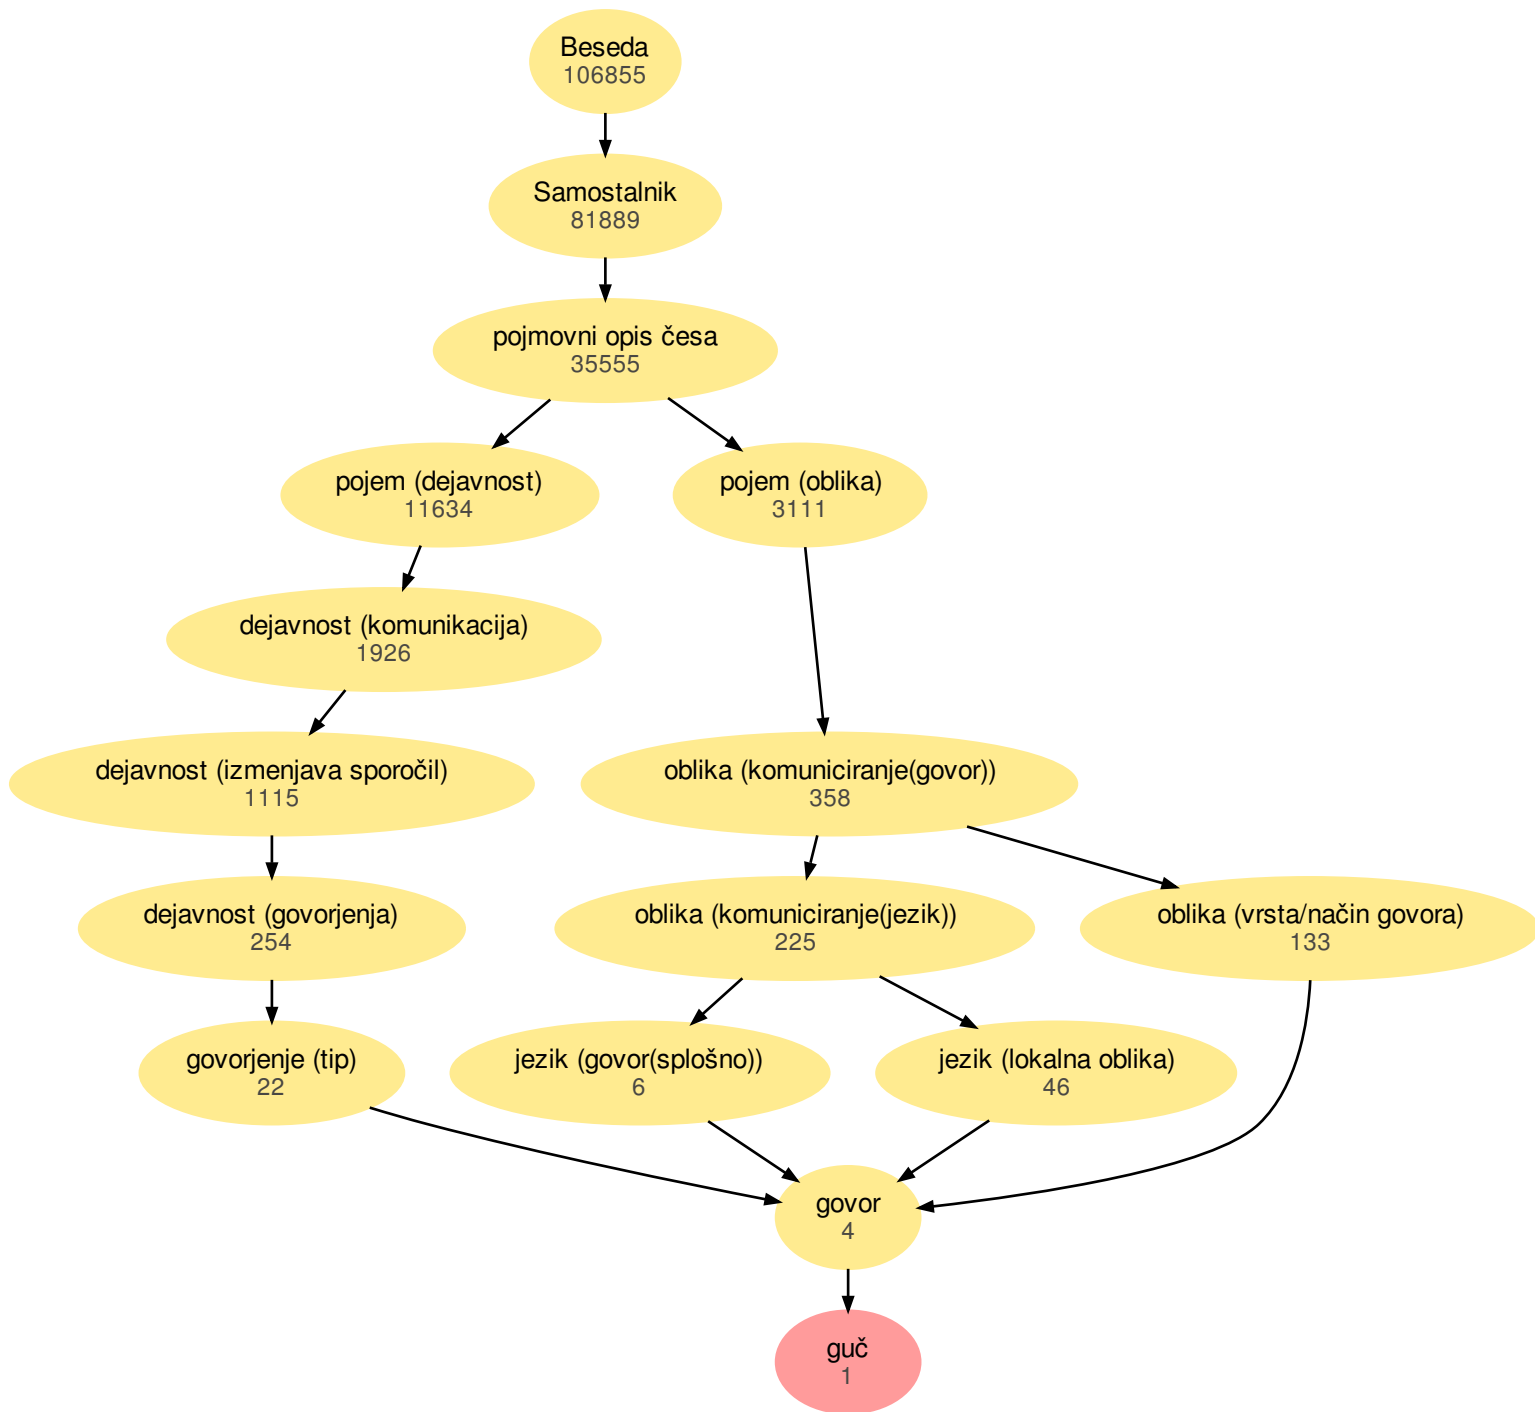 Beseda
106855
Samostalnik
81889
pojmovni opis česa
35555
pojem (dejavnost)
11634
pojem (oblika)
3111
dejavnost (komunikacija)
1926
dejavnost (izmenjava sporočil)
1115
oblika (komuniciranje(govor))
358
dejavnost (govorjenja)
254
oblika (komuniciranje(jezik))
225
oblika (vrsta/način govora)
133
govorjenje (tip)
22
jezik (govor(splošno))
6
jezik (lokalna oblika)
46
govor
4
guč
1